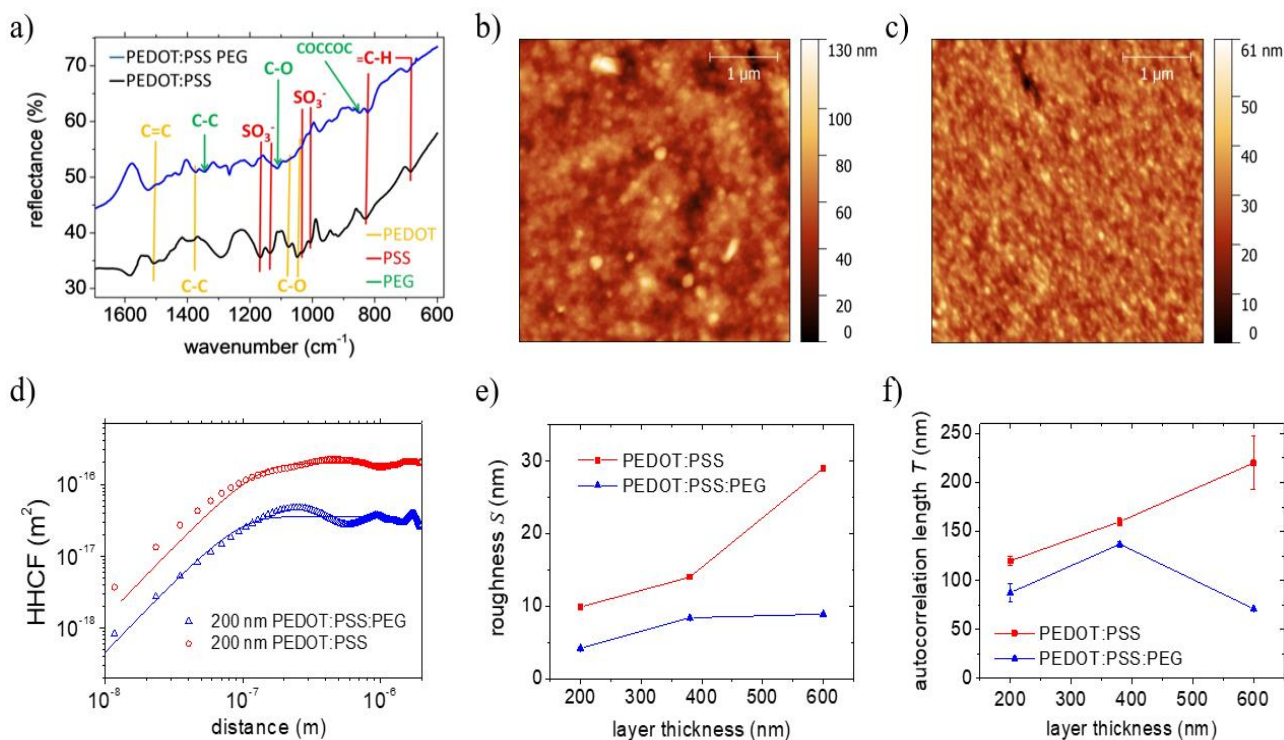 a)
PEDOT:PSS PEG
PEDOT:PSS
COCCOC
=C-H
C-O
SO3-
C=C
C-C
SO3-
70
60
50
40
30
reflectance (%)
PEDOT
PSS
PEG
C-C
C-O
1600 1400 1200 1000 800 600
wavenumber (cm-1)
b)
1 µm
130 nm
100
80
60
40
20
0
c)
1 µm
61 nm
50
40
30
20
10
0
d)
10-16
10-17
10-18
HHCF (m2)
200 nm PEDOT:PSS:PEG
200 nm PEDOT:PSS
10-8 10-7 10-6
distance (m)
e)
30
20
10
0
roughness S (nm)
PEDOT:PSS
PEDOT:PSS:PEG
200 300 400 500 600
layer thickness (nm)
f)
250
200
150
100
50
0
autocorrelation length T (nm)
PEDOT:PSS
PEDOT:PSS:PEG
200 300 400 500 600
layer thickness (nm)